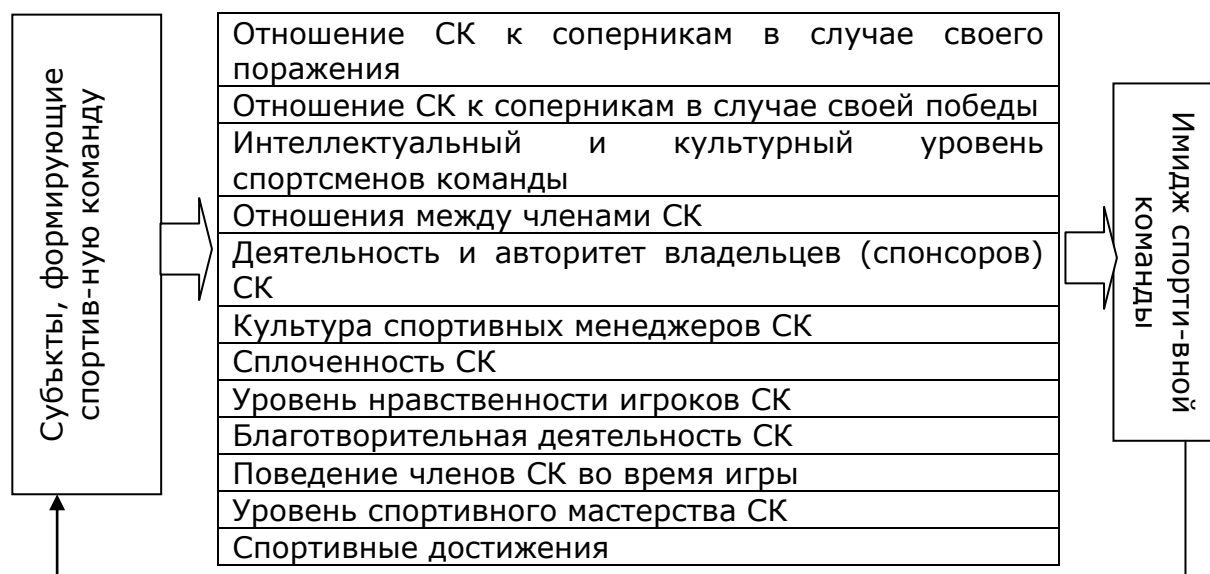 Субъкты, формирующие
спортив-ную команду
Отношение СК к соперникам в случае своего
поражения
Отношение СК к соперникам в случае своей победы
Интеллектуальный и культурный уровень
спортсменов команды
Отношения между членами СК
Деятельность и авторитет владельцев (спонсоров)
СК
Культура спортивных менеджеров СК
Сплоченность СК
Уровень нравственности игроков СК
Благотворительная деятельность СК
Поведение членов СК во время игры
Уровень спортивного мастерства СК
Спортивные достижения
Имидж спорти-вной
команды